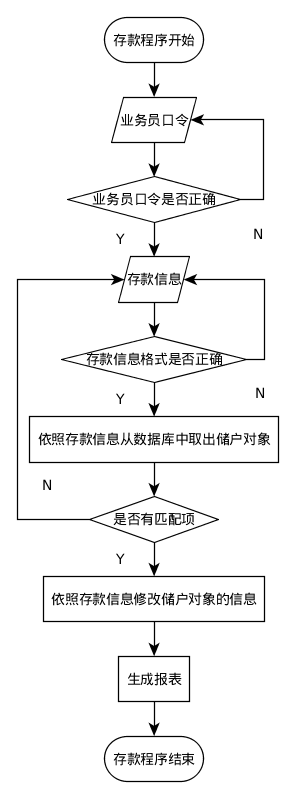 存款程序开始
业务员口令
业务员口令是否正确
Y
N
存款信息
存款信息格式是否正确
Y
N
依照存款信息从数据库中取出储户对象
N
是否有匹配项
Y
依照存款信息修改储户对象的信息
生成报表
存款程序结束